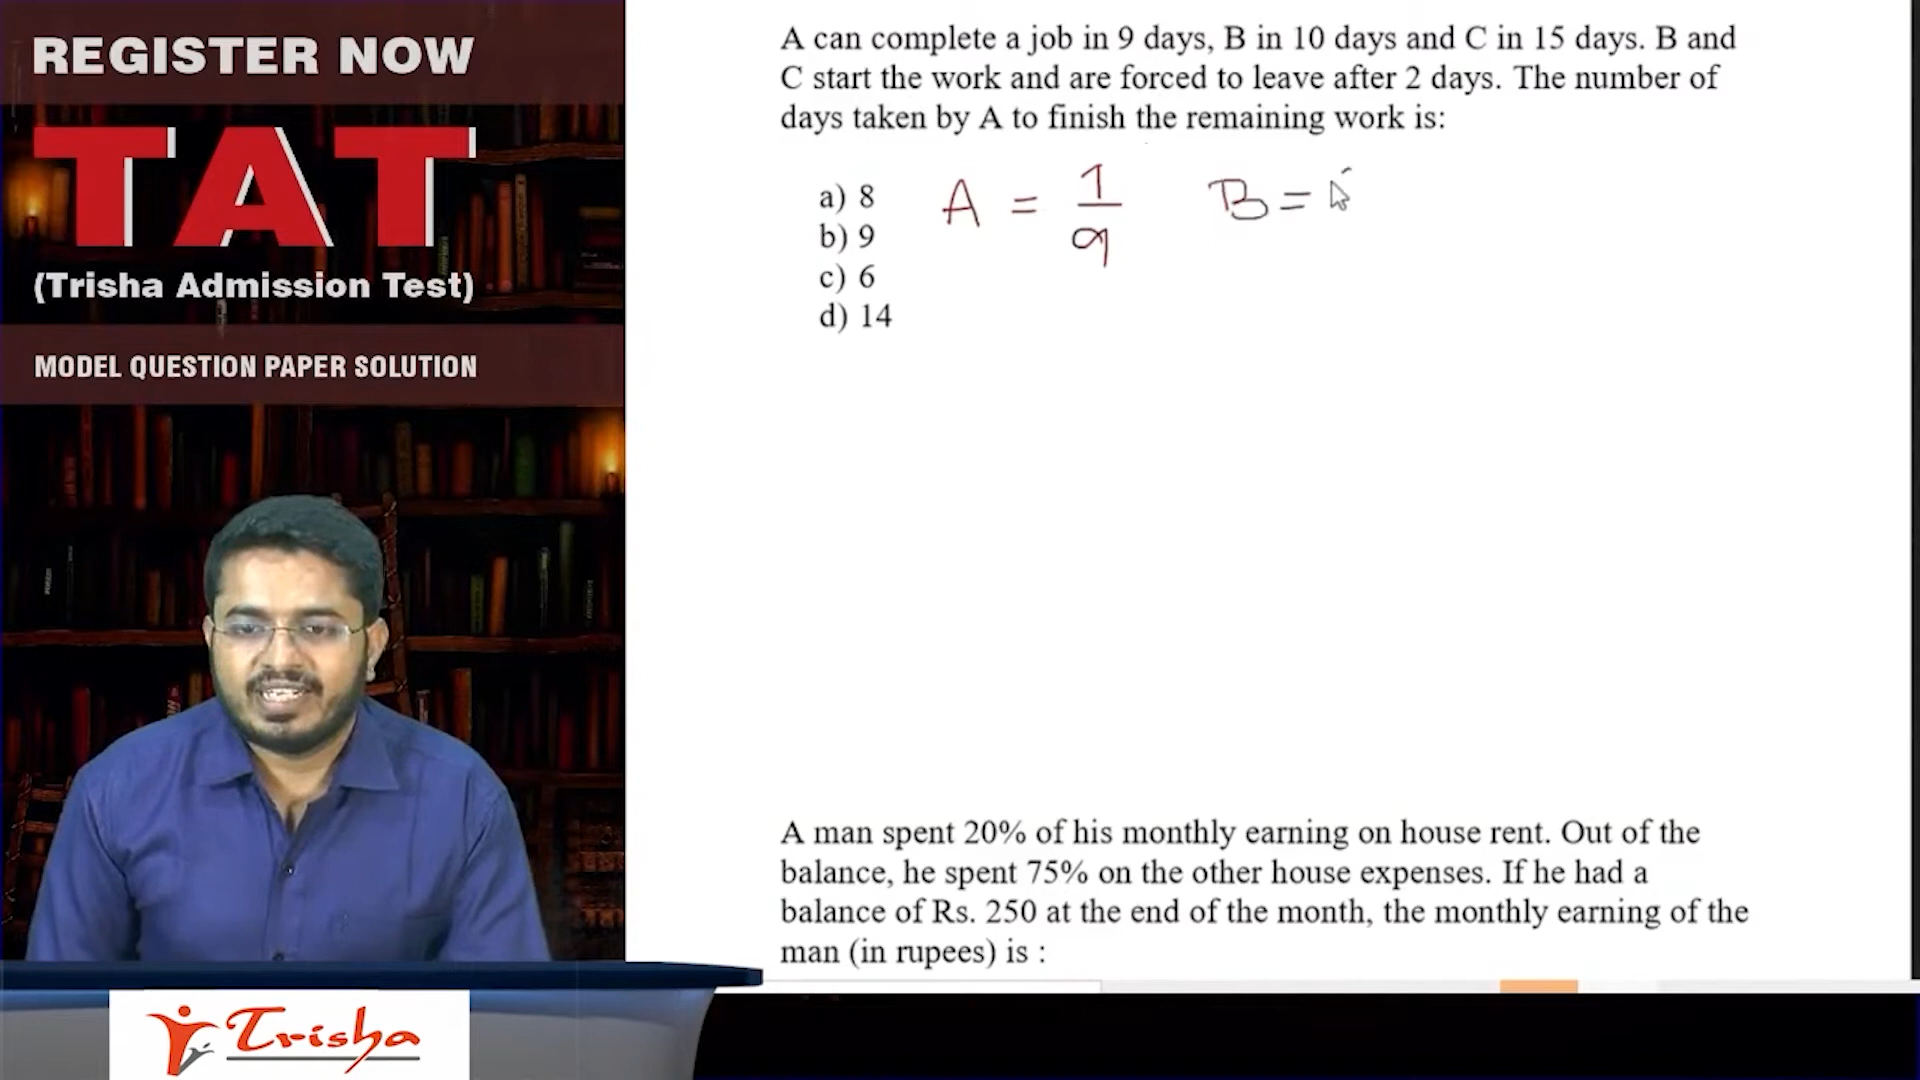 REGISTER NOW
TAT
(Trisha Admission Test)
MODEL QUESTION PAPER SOLUTION
A can complete a job in 9 days, B in 10 days and C in 15 days. B and
C start the work and are forced to leave after 2 days. The number of
days taken by A to finish the remaining work is:
a) 8
b) 9
c) 6
d) 14
A = 1/9 B =
A man spent 20% of his monthly earning on house rent. Out of the
balance, he spent 75% on the other house expenses. If he had a
balance of Rs. 250 at the end of the month, the monthly earning of the
man (in rupees) is :
Trisha